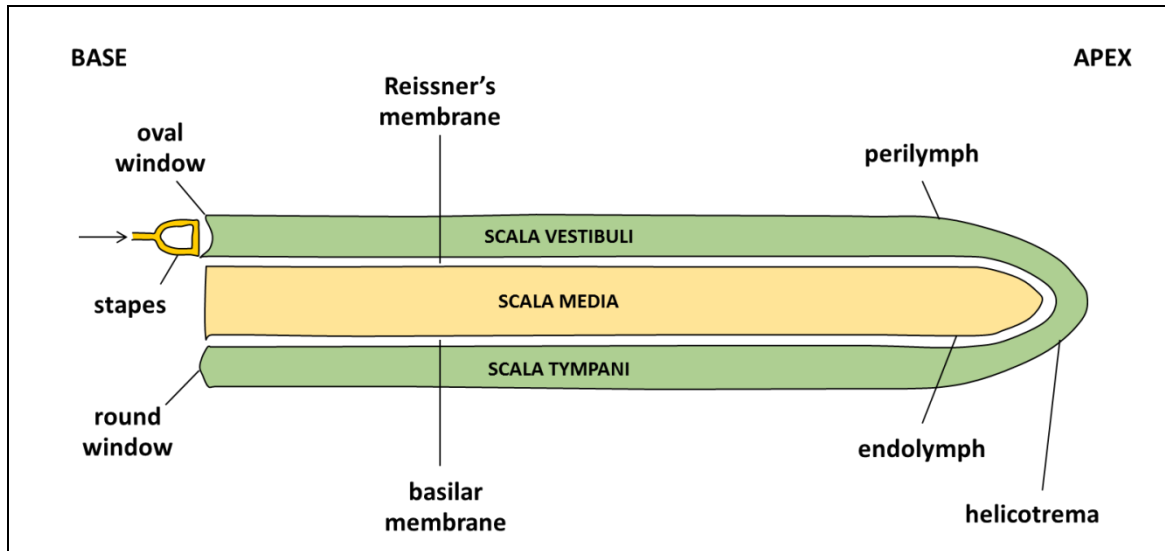 BASE
APEX
Reissner's
membrane
oval
window
perilymph
SCALA VESTIBULI
stapes
SCALA MEDIA
SCALA TYMPANI
round
window
endolymph
basilar
membrane
helicotrema